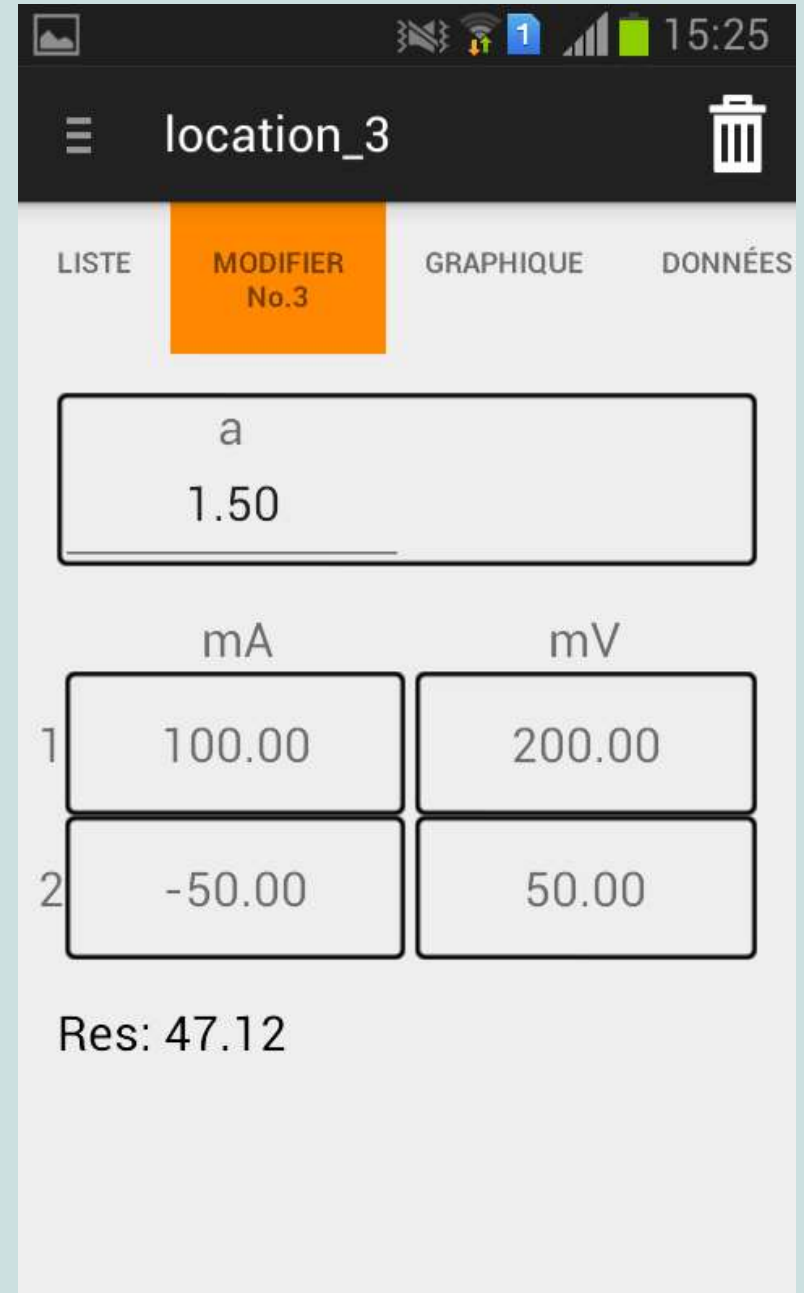 1 15:25
location_3
LISTE MODIFIER No.3 GRAPHIQUE DONNÉES
a
1.50
mA mV
1 100.00 200.00
2 -50.00 50.00
Res: 47.12